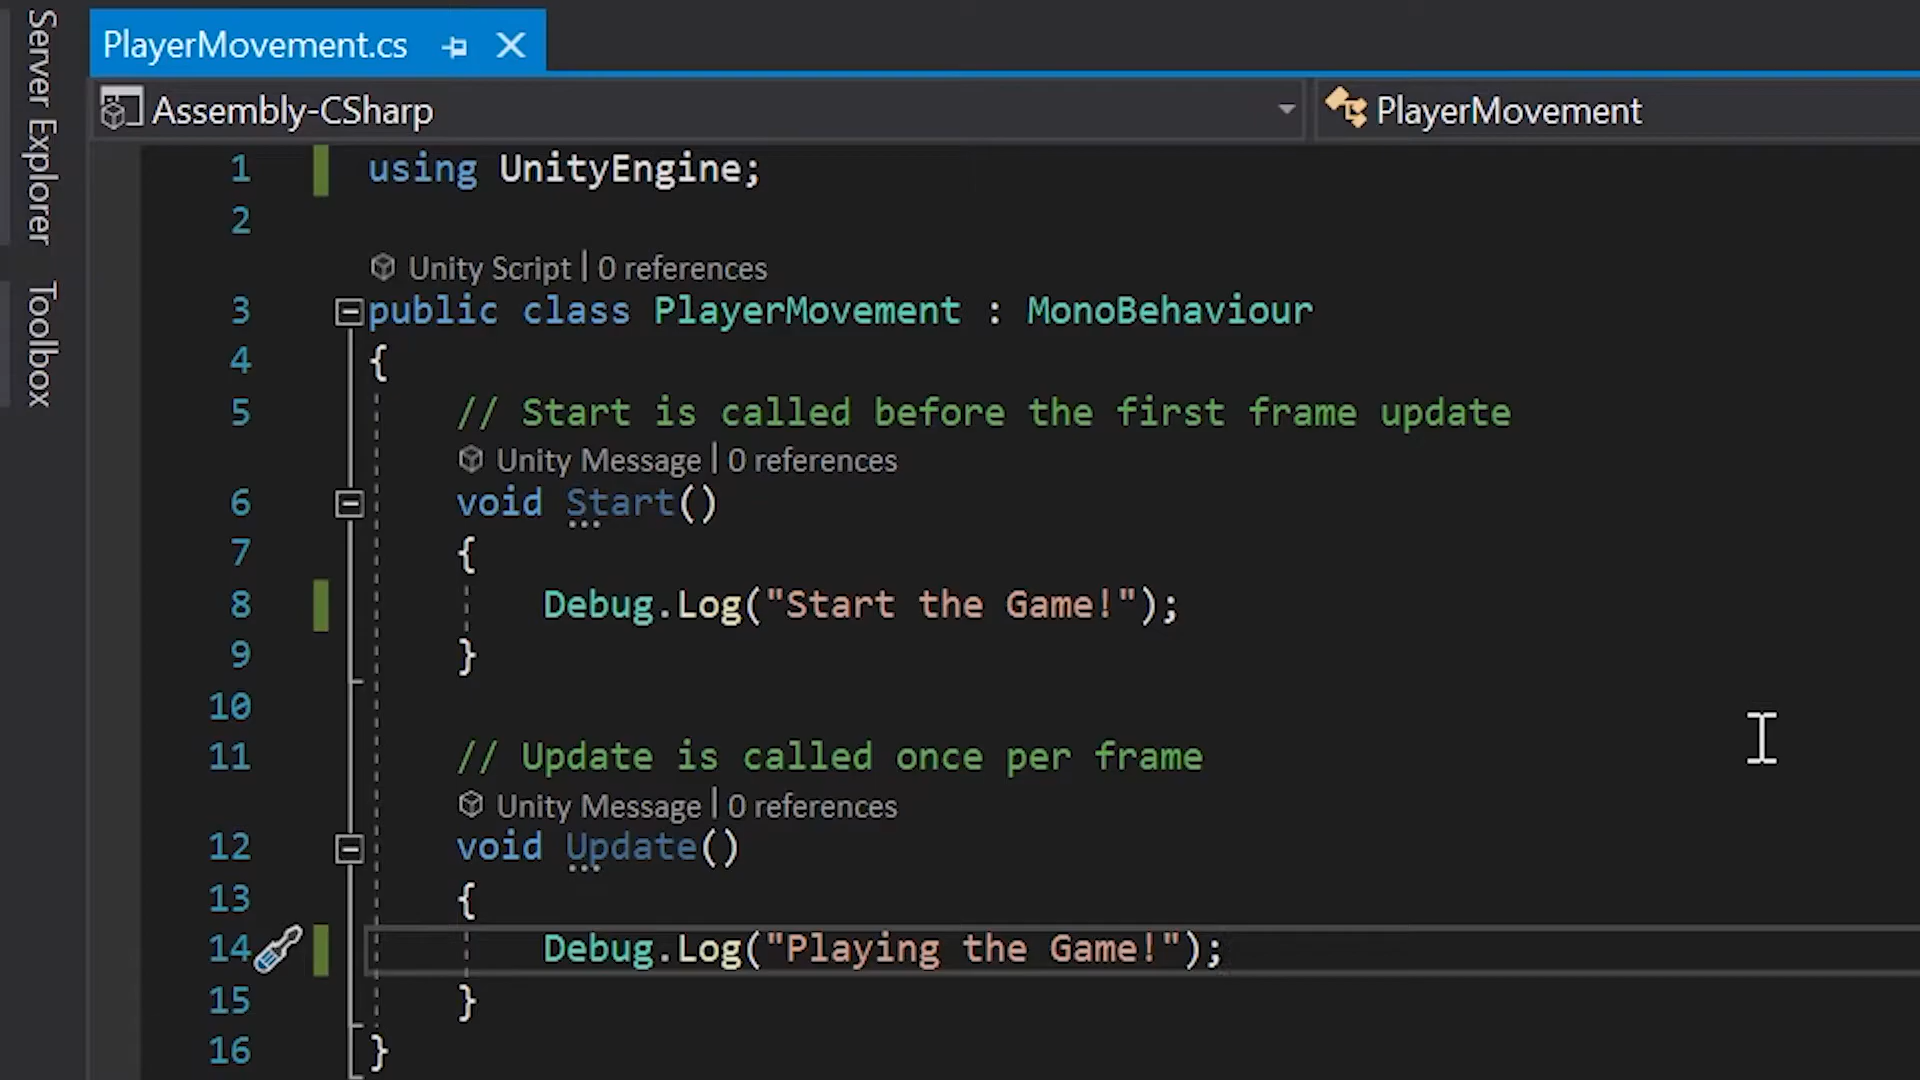 Server Explorer
Toolbox
PlayerMovement.cs
Assembly-CSharp
PlayerMovement
1 using UnityEngine;
2
Unity Script | 0 references
3 public class PlayerMovement : MonoBehaviour
4 {
5 // Start is called before the first frame update
Unity Message | 0 references
6 void Start()
7 {
8 Debug.Log("Start the Game!");
9 }
10
11 // Update is called once per frame
Unity Message | 0 references
12 void Update()
13 {
14 Debug.Log("Playing the Game!");
15 }
16 }